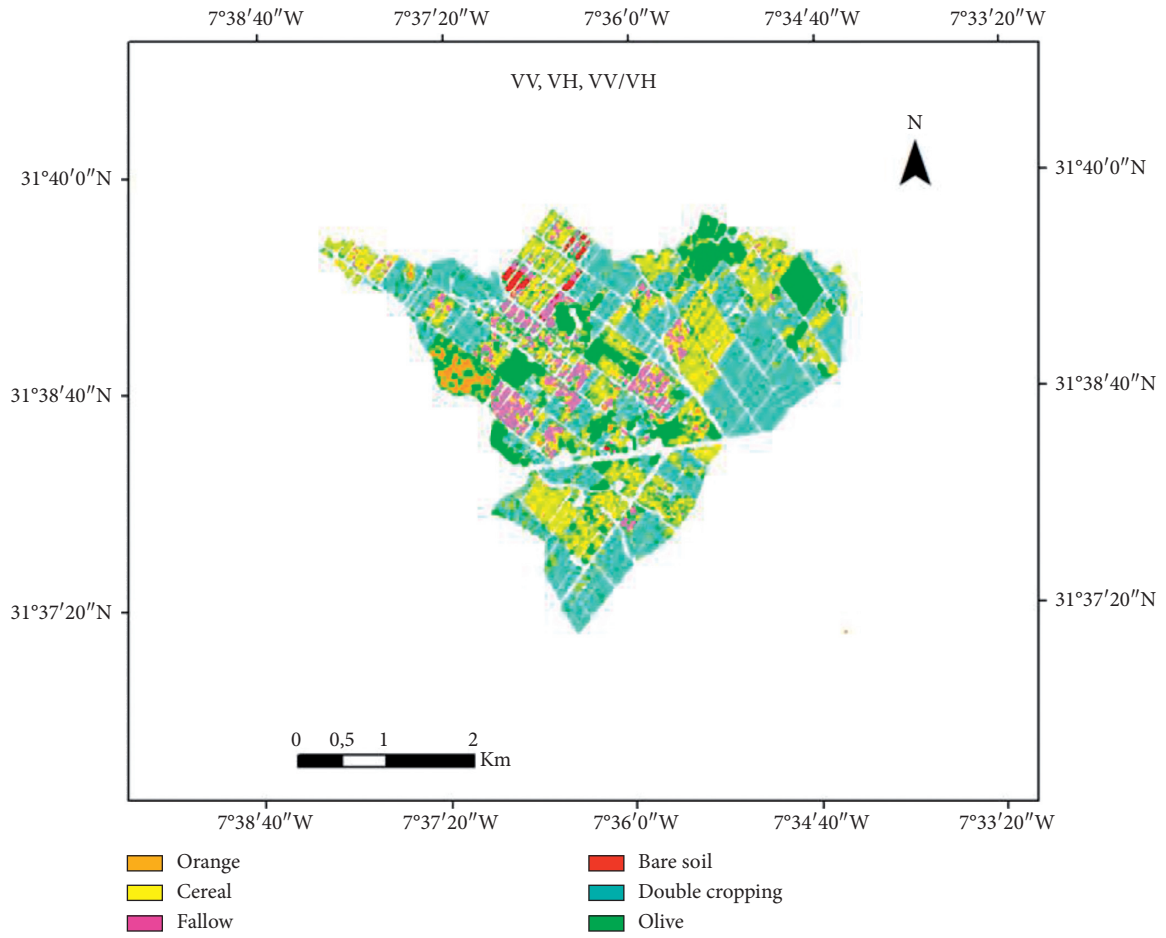 7°38′40″W 7°37′20″W 7°36′0″W 7°34′40″W 7°33′20″W
VV, VH, VV/VH
N
31°40′0″N 31°40′0″N
31°38′40″N 31°38′40″N
31°37′20″N 31°37′20″N
0 0,5 1 2
Km
7°38′40″W 7°37′20″W 7°36′0″W 7°34′40″W 7°33′20″W
Orange Bare soil
Cereal Double cropping
Fallow Olive